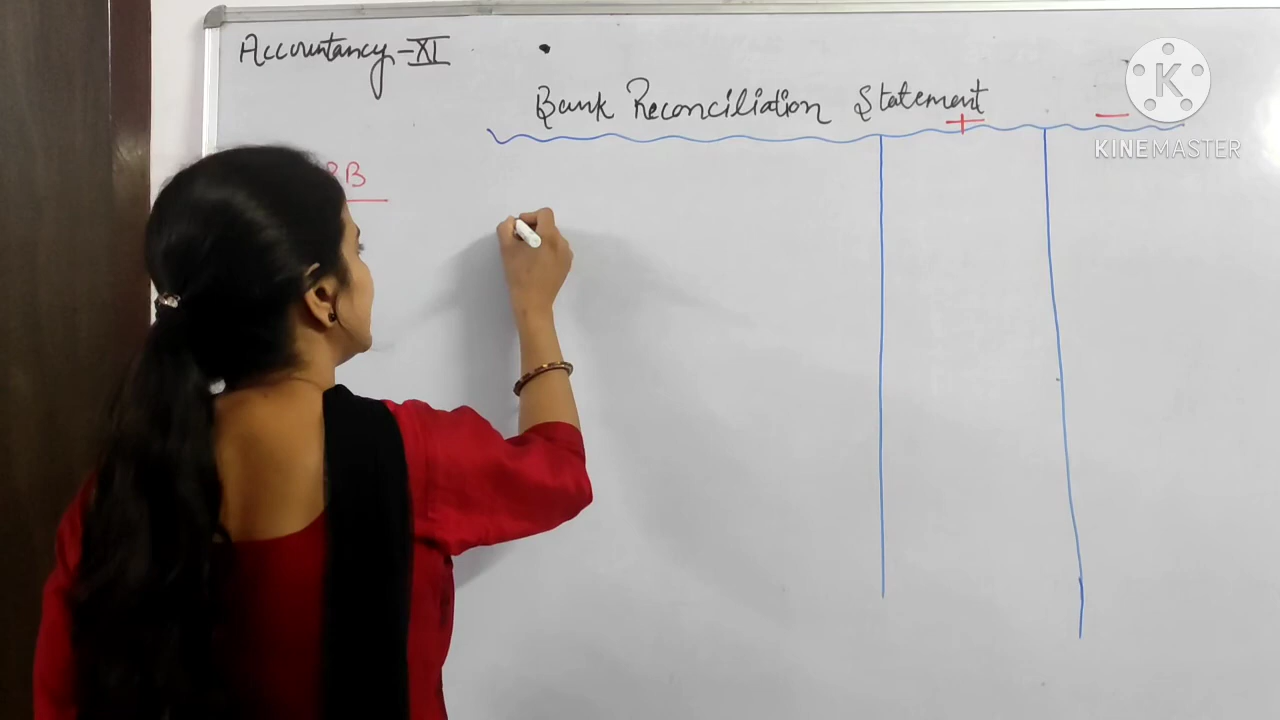 Accountancy-XI
Bank Reconciliation Statement
+ −
K
KINEMASTER